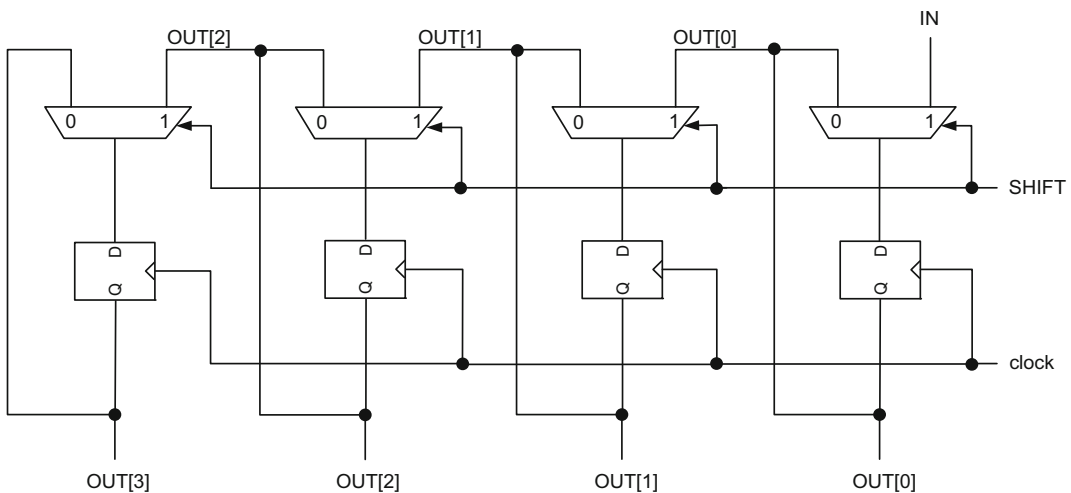 IN
OUT[2] OUT[1] OUT[0]
0 1 0 1 0 1 0 1
SHIFT
D D D D
Q Q Q Q
clock
OUT[3] OUT[2] OUT[1] OUT[0]